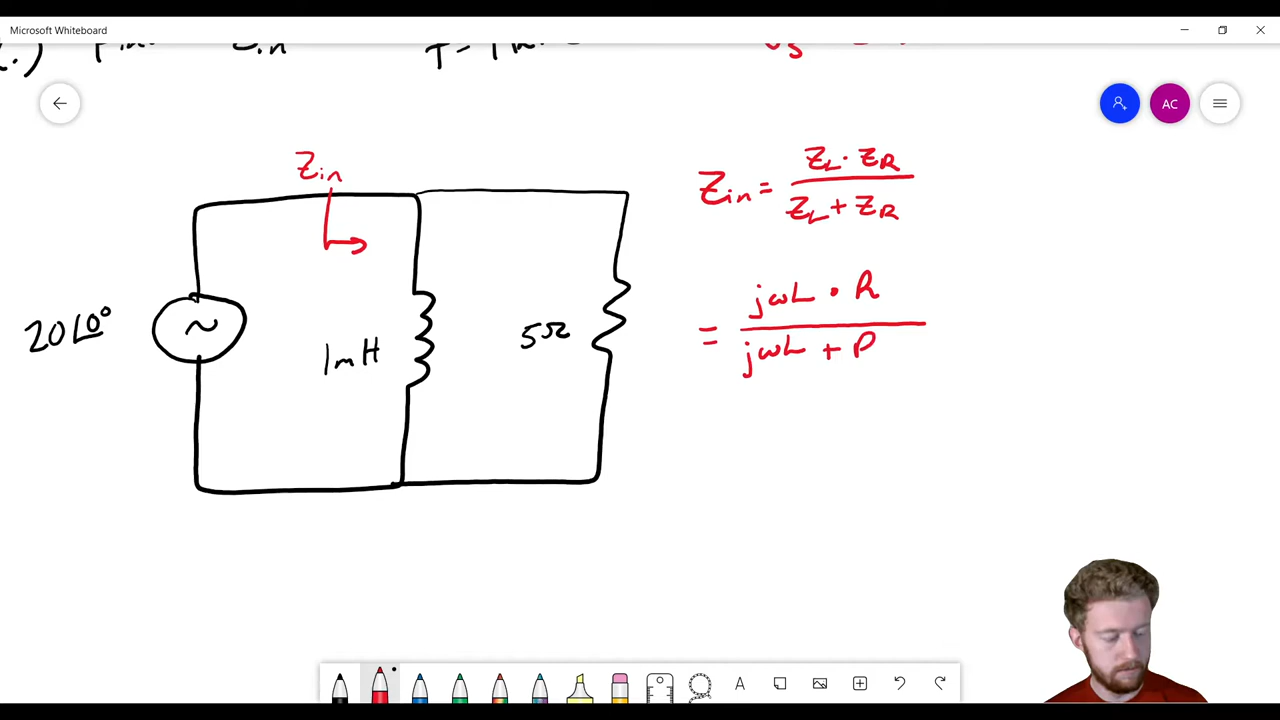 Microsoft Whiteboard
AC
Zin
Zin = ZL · ZR
ZL + ZR
20∠0°
1mH
5Ω
= jωL · R
jωL + P
A